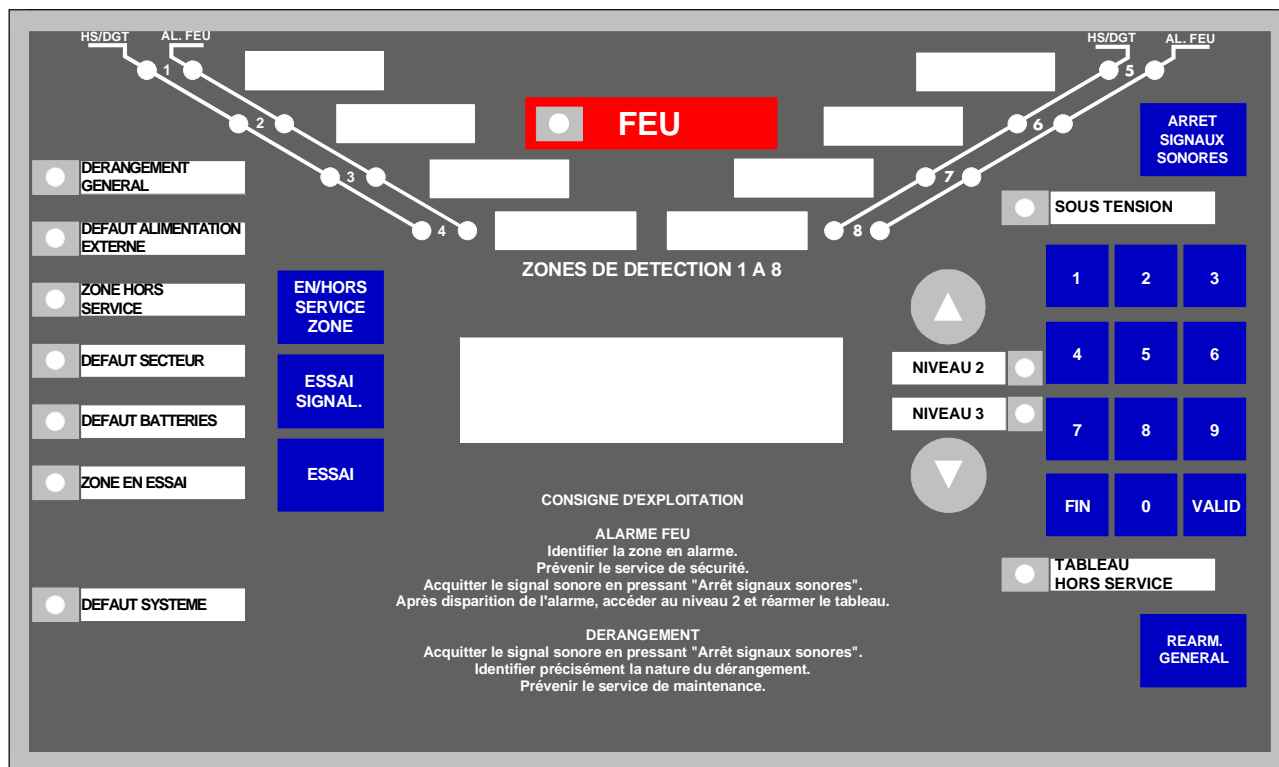 HS/DGT
AL. FEU
1
2
3
4
FEU
HS/DGT
AL. FEU
5
6
7
8
ZONES DE DETECTION 1 A 8
DERANGEMENT
GENERAL
DEFAUT ALIMENTATION
EXTERNE
ZONE HORS
SERVICE
DEFAUT SECTEUR
DEFAUT BATTERIES
ZONE EN ESSAI
DEFAUT SYSTEME
EN/HORS
SERVICE
ZONE
ESSAI
SIGNAL.
ESSAI
CONSIGNE D'EXPLOITATION
ALARME FEU
Identifier la zone en alarme.
Prévenir le service de sécurité.
Acquitter le signal sonore en pressant "Arrêt signaux sonores".
Après disparition de l'alarme, accéder au niveau 2 et réarmer le tableau.
DERANGEMENT
Acquitter le signal sonore en pressant "Arrêt signaux sonores".
Identifier précisément la nature du dérangement.
Prévenir le service de maintenance.
ARRET
SIGNAUX
SONORES
SOUS TENSION
NIVEAU 2
NIVEAU 3
1 2 3
4 5 6
7 8 9
FIN 0 VALID
TABLEAU
HORS SERVICE
REARM.
GENERAL